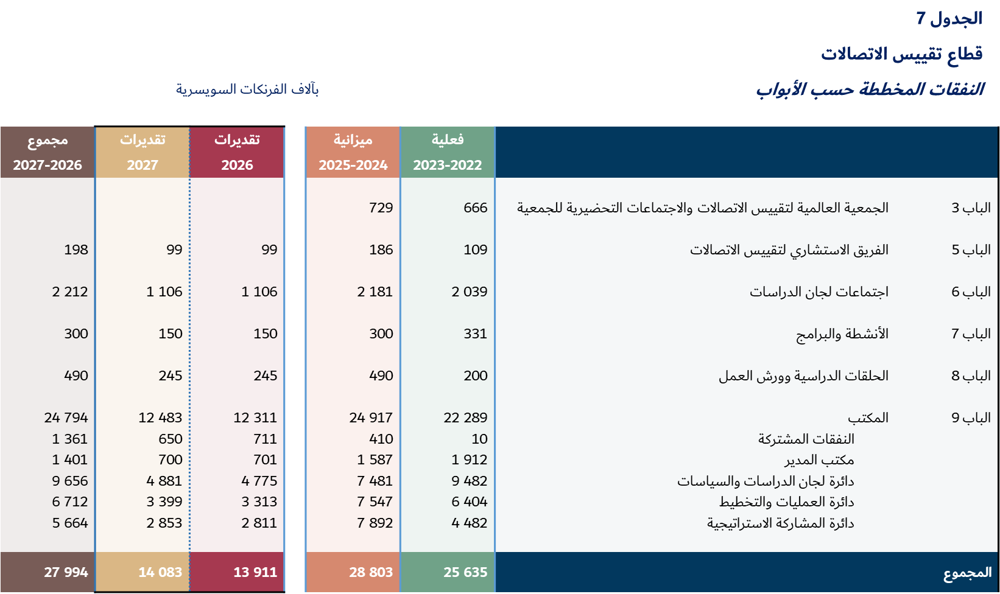 الجدول 7
قطاع تقييس الاتصالات
النفقات المخططة حسب الأبواب
بآلاف الفرنكات السويسرية
فعلية ميزانية تقديرات تقديرات مجموع
2023-2022 2025-2024 2026 2027 2027-2026
الباب 3 الجمعية العالمية لتقييس الاتصالات والاجتماعات التحضيرية للجمعية 666 729
الباب 5 الفريق الاستشاري لتقييس الاتصالات 109 186 99 99 198
الباب 6 اجتماعات لجان الدراسات 2 039 2 181 1 106 1 106 2 212
الباب 7 الأنشطة والبرامج 331 300 150 150 300
الباب 8 الحلقات الدراسية وورش العمل 200 490 245 245 490
الباب 9 المكتب 22 289 24 917 12 311 12 483 24 794
النفقات المشتركة 10 410 711 650 1 361
مكتب المدير 1 912 1 587 701 700 1 401
دائرة لجان الدراسات والسياسات 9 482 7 481 4 775 4 881 9 656
دائرة العمليات والتخطيط 6 404 7 547 3 313 3 399 6 712
دائرة المشاركة الاستراتيجية 4 482 7 892 2 811 2 853 5 664
المجموع 25 635 28 803 13 911 14 083 27 994